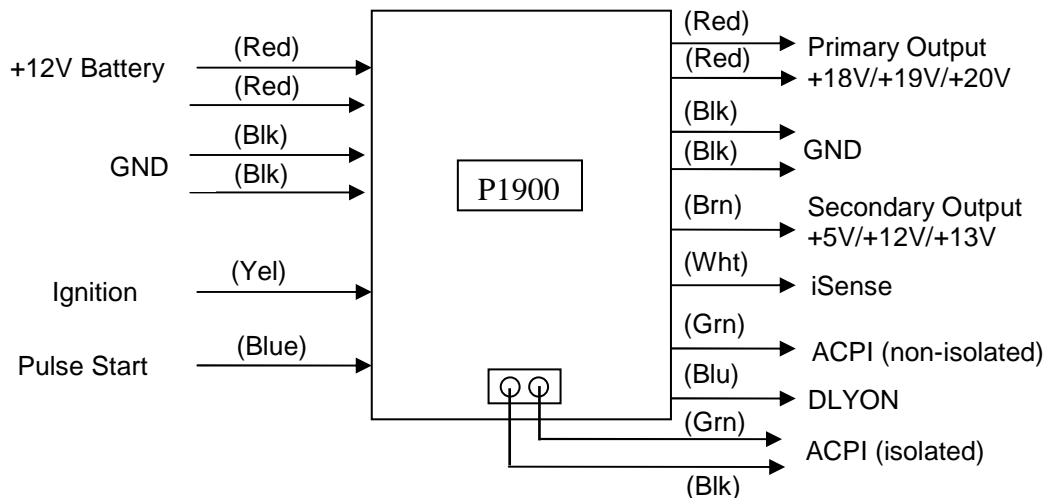 +12V Battery
(Red)
(Red)
GND
(Blk)
(Blk)
Ignition
(Yel)
Pulse Start
(Blue)
P1900
(Red)
(Red)
Primary Output
+18V/+19V/+20V
(Blk)
(Blk)
GND
(Brn)
Secondary Output
+5V/+12V/+13V
(Wht)
iSense
(Grn)
ACPI (non-isolated)
(Blu)
DLYON
(Grn)
ACPI (isolated)
(Blk)